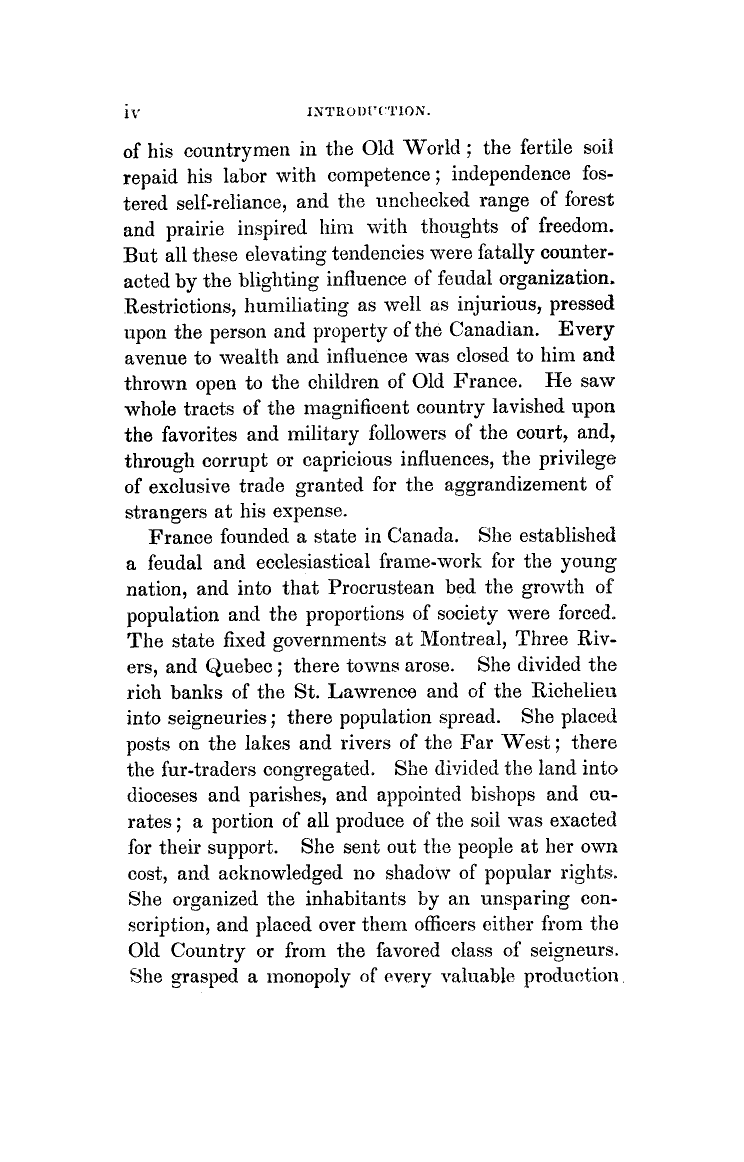 iv INTRODUCTION.
of his countrymen in the Old World ; the fertile soil
repaid his labor with competence ; independence fos-
tered self-reliance, and the unchecked range of forest
and prairie inspired him with thoughts of freedom.
But all these elevating tendencies were fatally counter-
acted by the blighting influence of feudal organization.
Restrictions, humiliating as well as injurious, pressed
upon the person and property of the Canadian. Every
avenue to wealth and influence was closed to him and
thrown open to the children of Old France. He saw
whole tracts of the magnificent country lavished upon
the favorites and military followers of the court, and,
through corrupt or capricious influences, the privilege
of exclusive trade granted for the aggrandizement of
strangers at his expense.
France founded a state in Canada. She established
a feudal and ecclesiastical frame-work for the young
nation, and into that Procrustean bed the growth of
population and the proportions of society were forced.
The state fixed governments at Montreal, Three Riv-
ers, and Quebec ; there towns arose. She divided the
rich banks of the St. Lawrence and of the Richelieu
into seigneuries ; there population spread. She placed
posts on the lakes and rivers of the Far West ; there
the fur-traders congregated. She divided the land into
dioceses and parishes, and appointed bishops and cu-
rates ; a portion of all produce of the soil was exacted
for their support. She sent out the people at her own
cost, and acknowledged no shadow of popular rights.
She organized the inhabitants by an unsparing con-
scription, and placed over them officers either from the
Old Country or from the favored class of seigneurs.
She grasped a monopoly of every valuable production